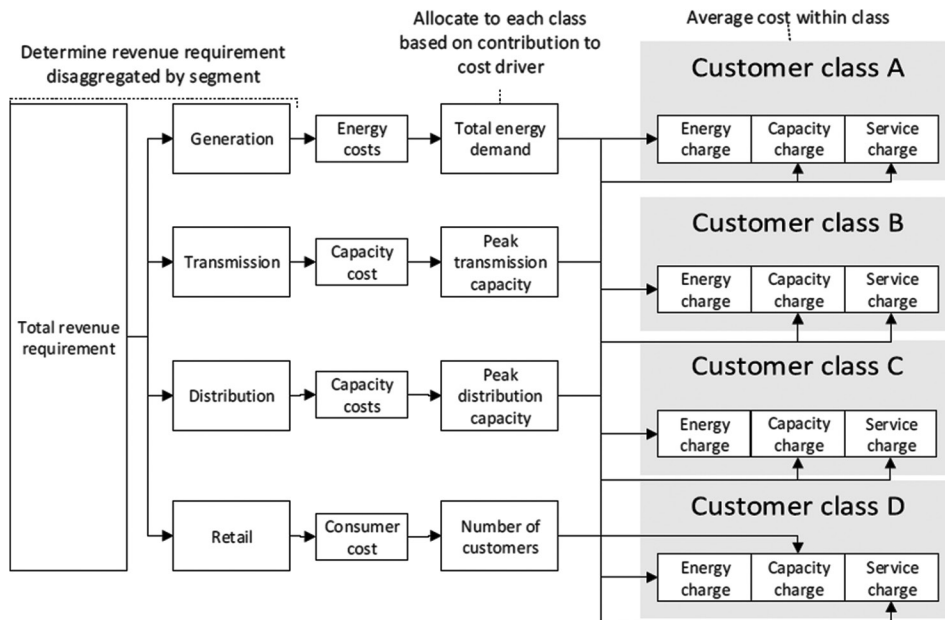 Determine revenue requirement
disaggregated by segment
Allocate to each class
based on contribution to
cost driver
Average cost within class
Total revenue
requirement
Generation
Energy
costs
Total energy
demand
Transmission
Capacity
cost
Peak
transmission
capacity
Distribution
Capacity
costs
Peak
distribution
capacity
Retail
Consumer
cost
Number of
customers
Customer class A
Energy
charge
Capacity
charge
Service
charge
Customer class B
Energy
charge
Capacity
charge
Service
charge
Customer class C
Energy
charge
Capacity
charge
Service
charge
Customer class D
Energy
charge
Capacity
charge
Service
charge